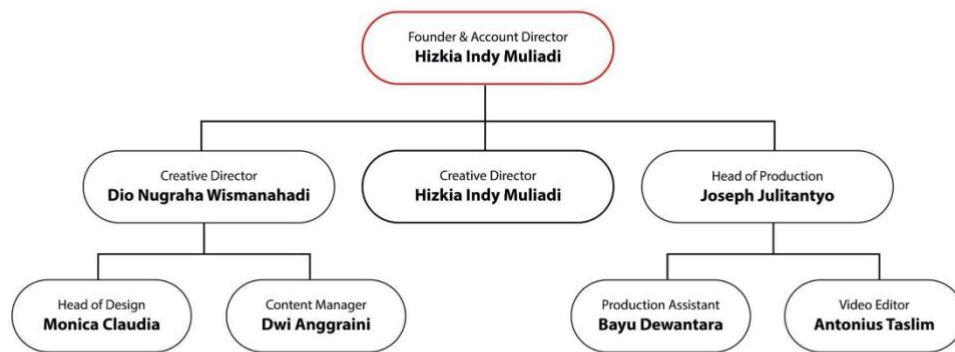 Founder & Account Director
Hizkia Indy Muliadi
Creative Director
Dio Nugraha Wismanahadi
Creative Director
Hizkia Indy Muliadi
Head of Production
Joseph Julitantyo
Head of Design
Monica Claudia
Content Manager
Dwi Anggraini
Production Assistant
Bayu Dewantara
Video Editor
Antonius Taslim